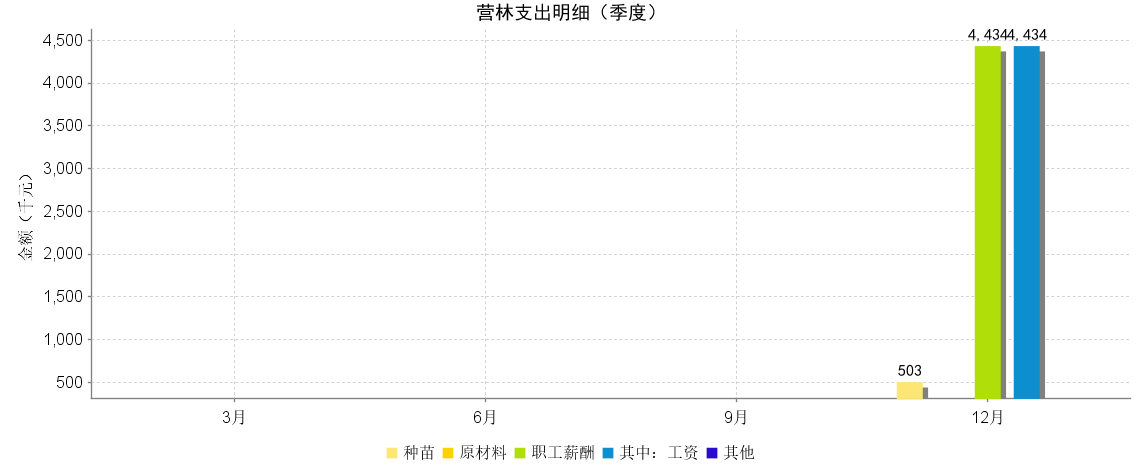 营林支出明细（季度）
金额（千元）
4,500
4,000
3,500
3,000
2,500
2,000
1,500
1,000
500
503
4,434
4,434
3月
6月
9月
12月
种苗 原材料 职工薪酬 其中：工资 其他